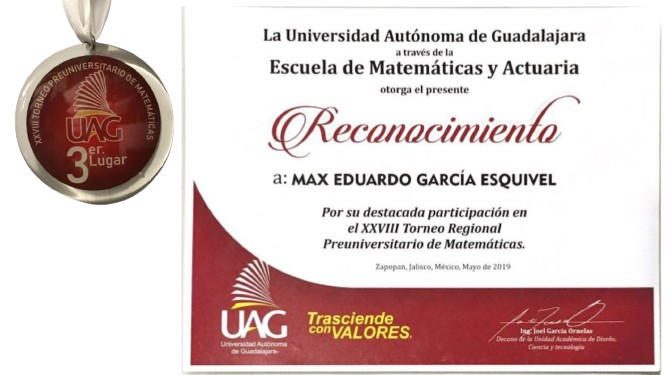 XXVIII TORNEO PREUNIVERSITARIO DE MATEMÁTICAS
UAG
3er.
Lugar
La Universidad Autónoma de Guadalajara
a través de la
Escuela de Matemáticas y Actuaria
otorga el presente
Reconocimiento
a: MAX EDUARDO GARCÍA ESQUIVEL
Por su destacada participación en
el XXVIII Torneo Regional
Preuniversitario de Matemáticas.
Zapopan, Jalisco, México, Mayo de 2019
UAG
Universidad Autónoma
de Guadalajara
Trasciende
con VALORES.
Ing. Joel García Ornelas
Decano de la Unidad Académica de Diseño,
Ciencia y tecnología